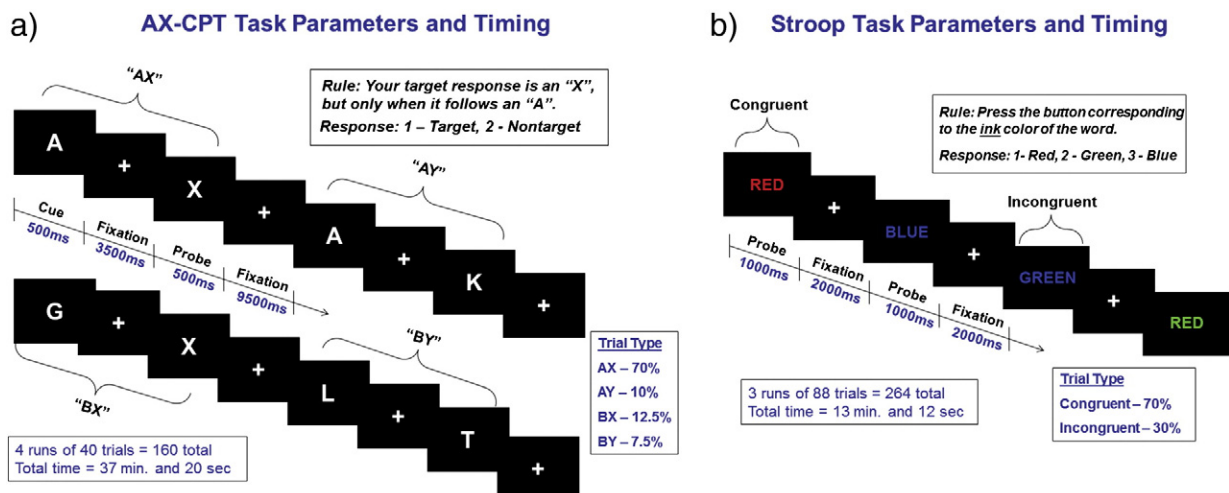 a)
AX-CPT Task Parameters and Timing
"AX"
Rule: Your target response is an "X",
but only when it follows an "A".
Response: 1 – Target, 2 - Nontarget
A
+
X
+
"AY"
A
+
K
+
Cue
500ms
Fixation
3500ms
Probe
500ms
Fixation
9500ms
G
+
X
+
"BX"
"BY"
L
+
T
+
Trial Type
AX – 70%
AY – 10%
BX – 12.5%
BY – 7.5%
4 runs of 40 trials = 160 total
Total time = 37 min. and 20 sec
b)
Stroop Task Parameters and Timing
Congruent
Rule: Press the button corresponding
to the ink color of the word.
Response: 1- Red, 2 - Green, 3 - Blue
RED
+
BLUE
+
Incongruent
GREEN
+
RED
Probe
1000ms
Fixation
2000ms
Probe
1000ms
Fixation
2000ms
3 runs of 88 trials = 264 total
Total time = 13 min. and 12 sec
Trial Type
Congruent – 70%
Incongruent – 30%